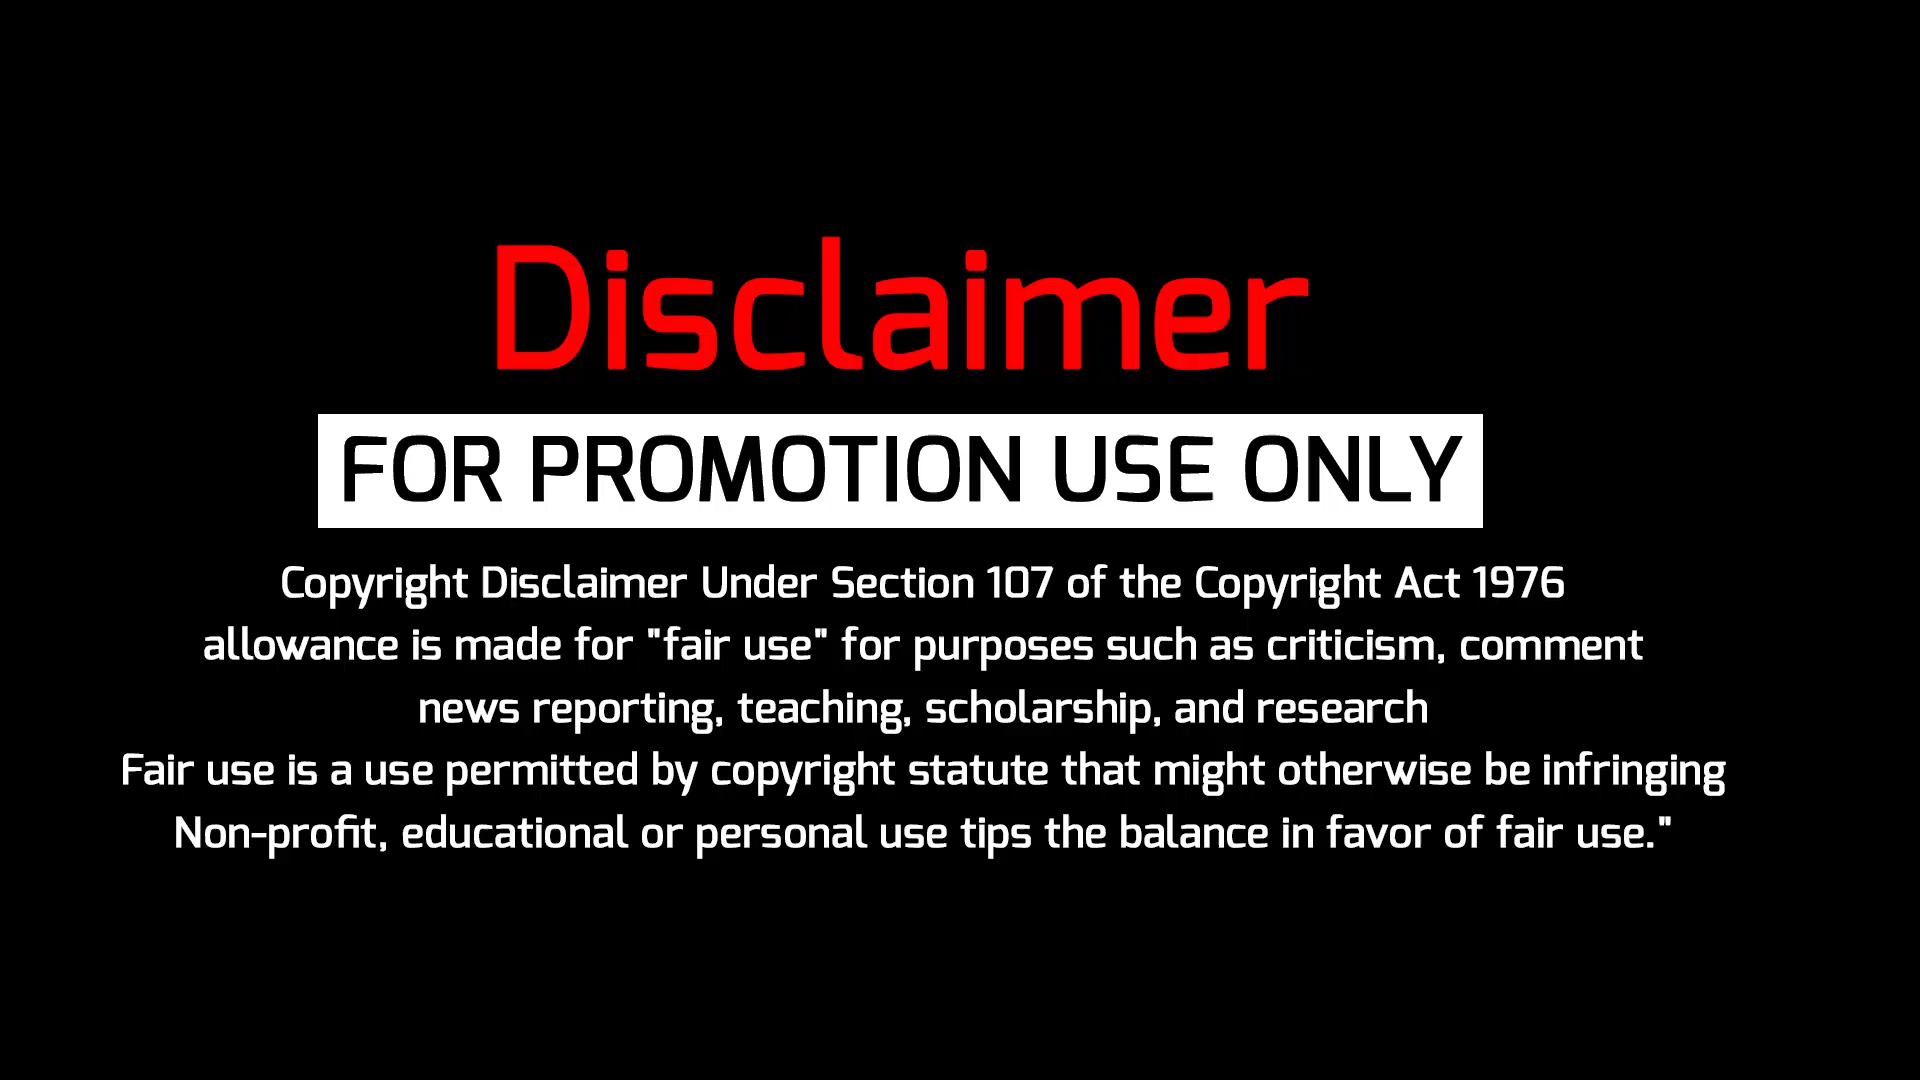 Disclaimer
FOR PROMOTION USE ONLY
Copyright Disclaimer Under Section 107 of the Copyright Act 1976
allowance is made for "fair use" for purposes such as criticism, comment
news reporting, teaching, scholarship, and research
Fair use is a use permitted by copyright statute that might otherwise be infringing
Non-profit, educational or personal use tips the balance in favor of fair use."